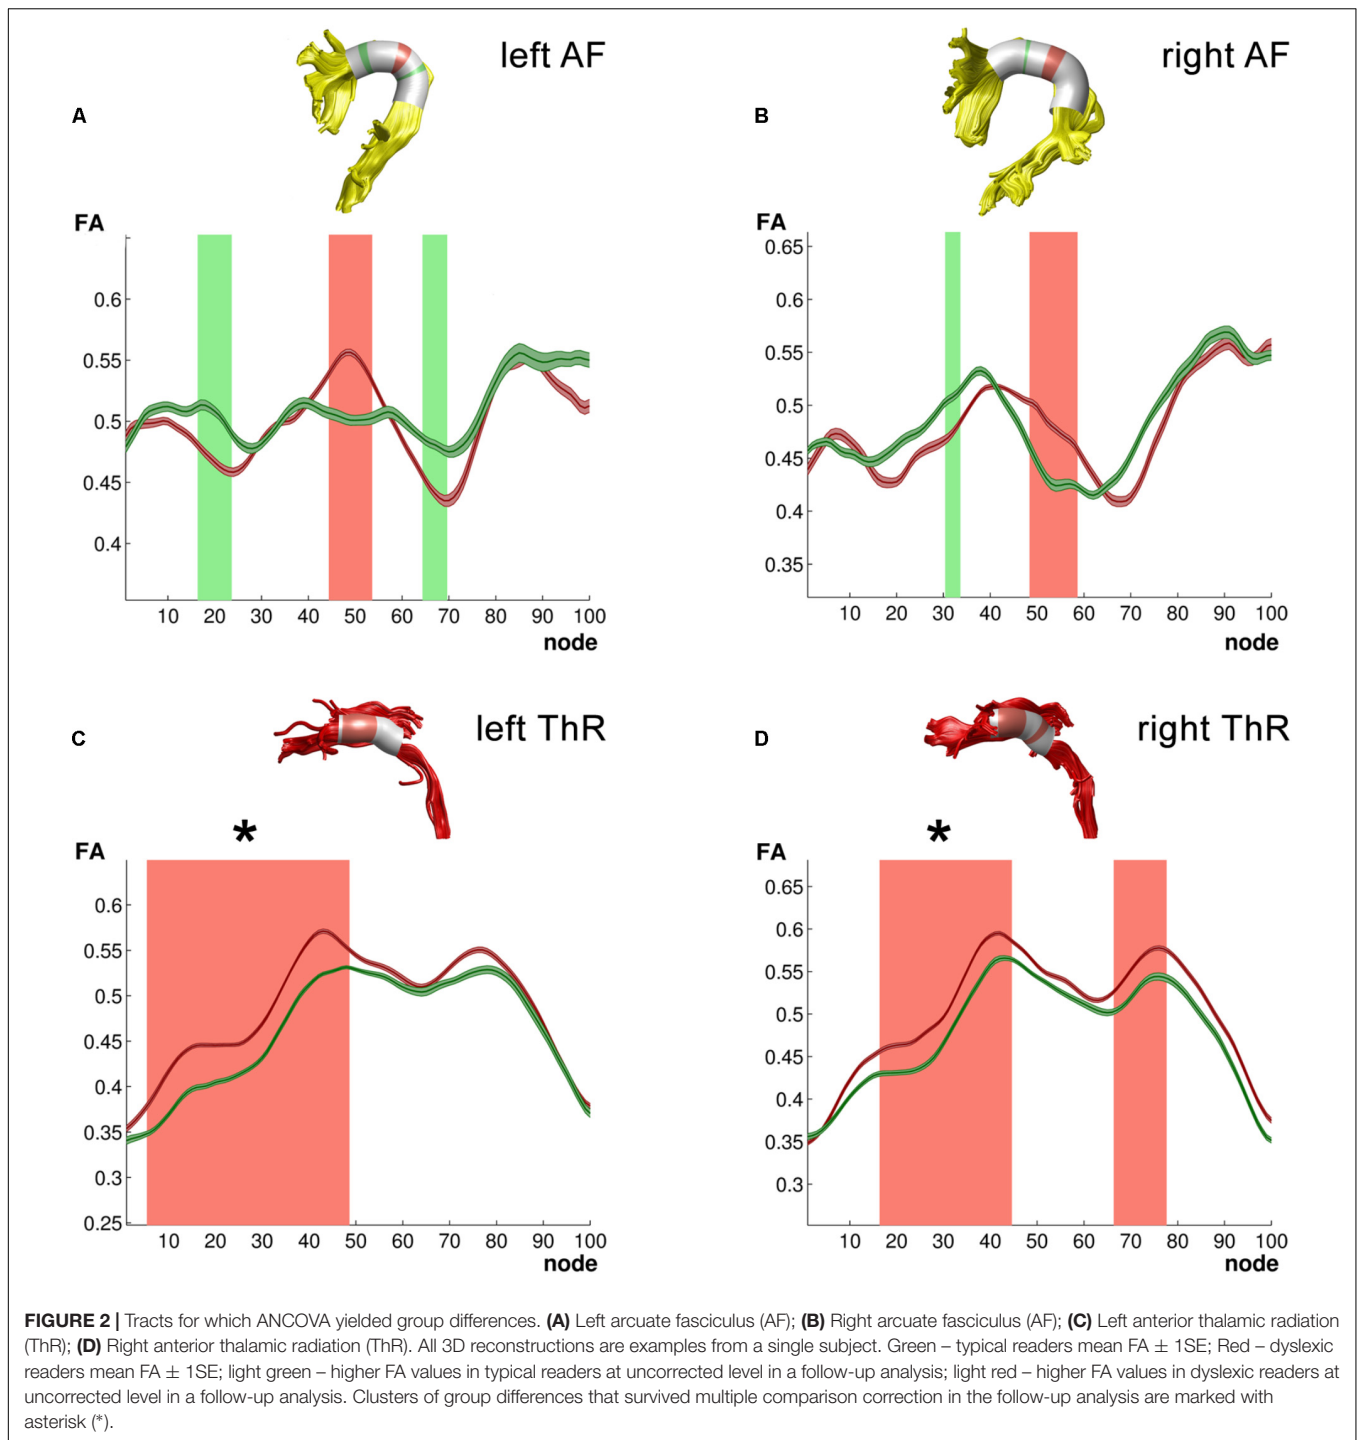 left AF
right AF
A
B
FA
0.6
0.55
0.5
0.45
0.4
10 20 30 40 50 60 70 80 90 100
node
FA
0.65
0.6
0.55
0.5
0.45
0.4
0.35
10 20 30 40 50 60 70 80 90 100
node
C
left ThR
D
right ThR
*
FA
0.6
0.55
0.5
0.45
0.4
0.35
0.3
0.25
10 20 30 40 50 60 70 80 90 100
node
*
FA
0.65
0.6
0.55
0.5
0.45
0.4
0.35
0.3
10 20 30 40 50 60 70 80 90 100
node
FIGURE 2 | Tracts for which ANCOVA yielded group differences. (A) Left arcuate fasciculus (AF); (B) Right arcuate fasciculus (AF); (C) Left anterior thalamic radiation
(ThR); (D) Right anterior thalamic radiation (ThR). All 3D reconstructions are examples from a single subject. Green – typical readers mean FA ± 1SE; Red – dyslexic
readers mean FA ± 1SE; light green – higher FA values in typical readers at uncorrected level in a follow-up analysis; light red – higher FA values in dyslexic readers at
uncorrected level in a follow-up analysis. Clusters of group differences that survived multiple comparison correction in the follow-up analysis are marked with
asterisk (*).